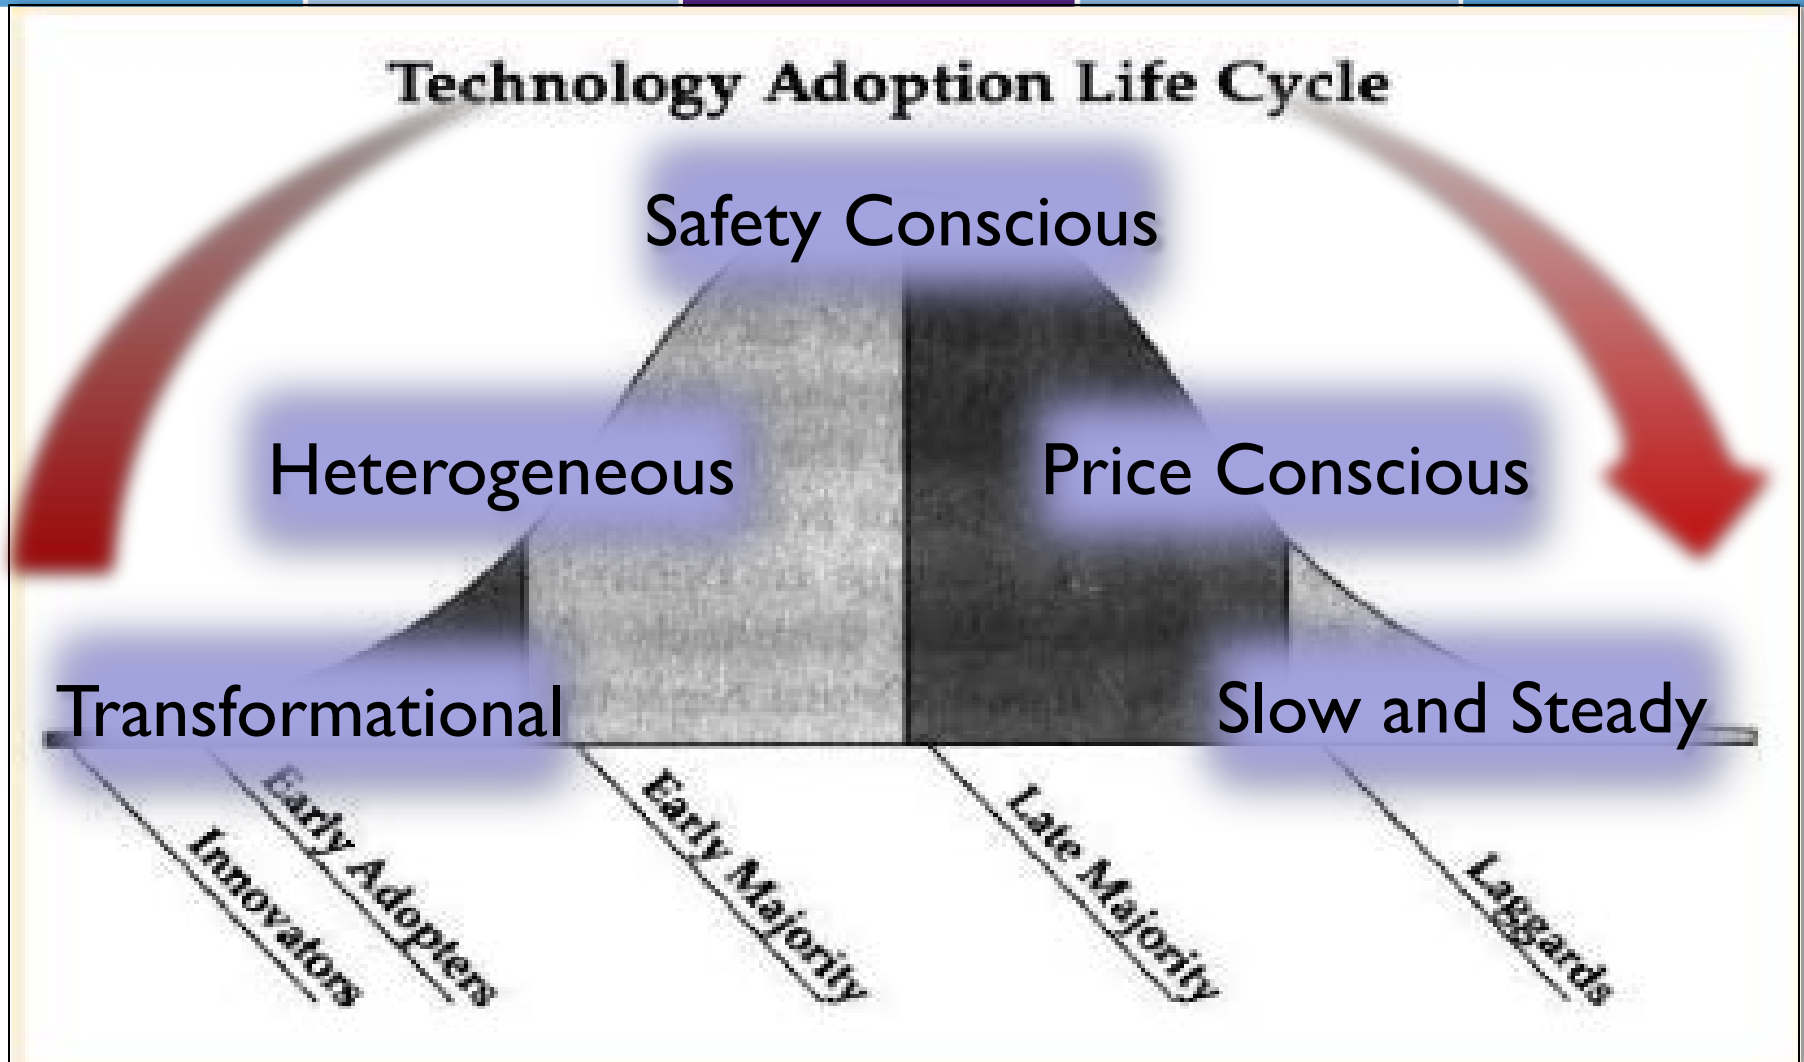 Technology Adoption Life Cycle
Safety Conscious
Heterogeneous
Price Conscious
Transformational
Slow and Steady
Innovators
Early Adopters
Early Majority
Late Majority
Laggards